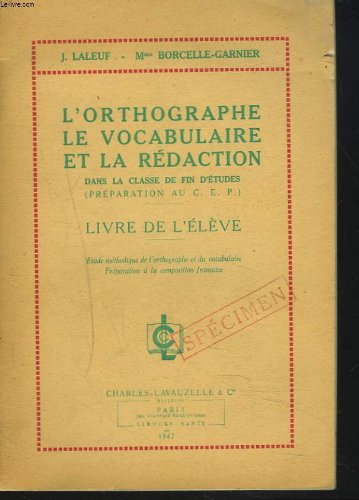 Le-livre.com
J. LALEUF - Mme BORCELLE-GARNIER
L'ORTHOGRAPHE
LE VOCABULAIRE
ET LA RÉDACTION
DANS LA CLASSE DE FIN D'ÉTUDES
(PRÉPARATION AU C. E. P.)
LIVRE DE L'ÉLÈVE
Étude méthodique de l'orthographe et du vocabulaire
Préparation à la composition française
SPÉCIMEN
CHARLES-LAVAUZELLE & Cie
ÉDITEURS
PARIS
LIMOGES NANCY
1947